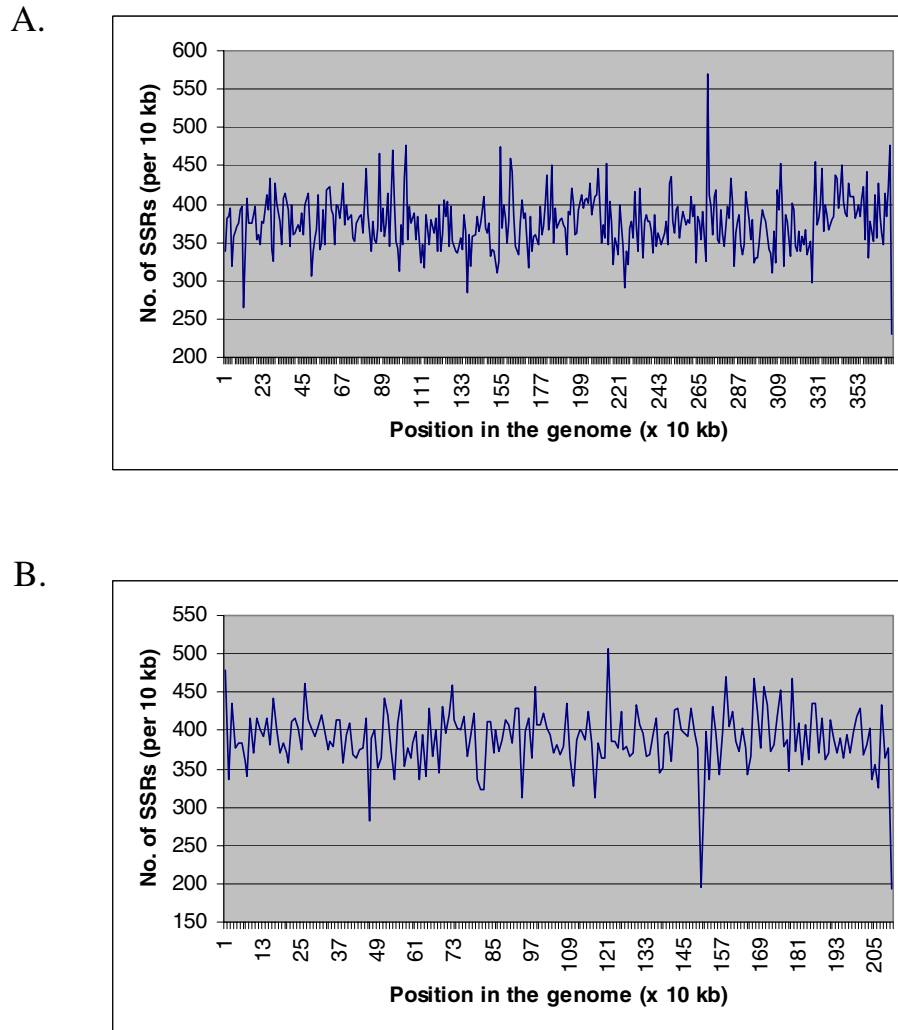 A.
600
550
500
450
400
350
300
250
200
No. of SSRs (per 10 kb)
1 23 45 67 89 111 133 155 177 199 221 243 265 287 309 331 353
Position in the genome (x 10 kb)
B.
550
500
450
400
350
300
250
200
150
No. of SSRs (per 10 kb)
1 13 25 37 49 61 73 85 97 109 121 133 145 157 169 181 193 205
Position in the genome (x 10 kb)